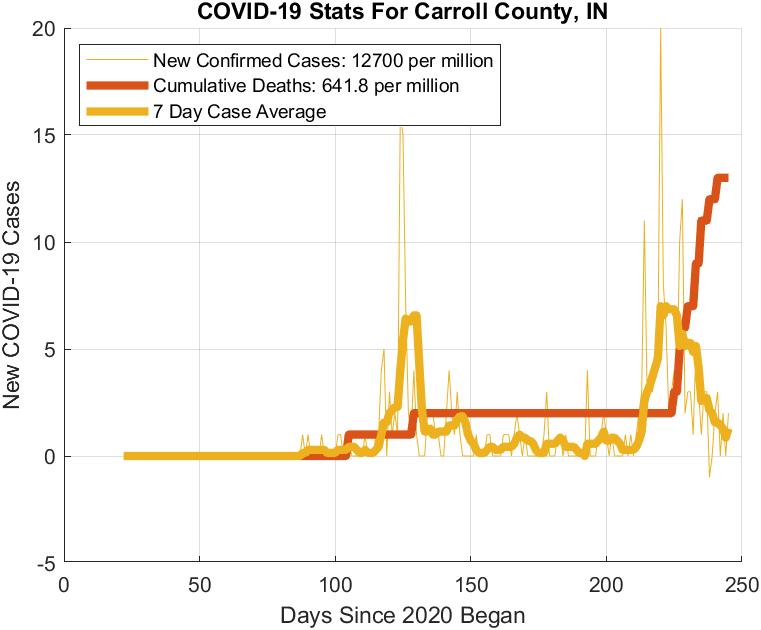 COVID-19 Stats For Carroll County, IN
New Confirmed Cases: 12700 per million
Cumulative Deaths: 641.8 per million
7 Day Case Average
New COVID-19 Cases
20
15
10
5
0
-5
0 50 100 150 200 250
Days Since 2020 Began